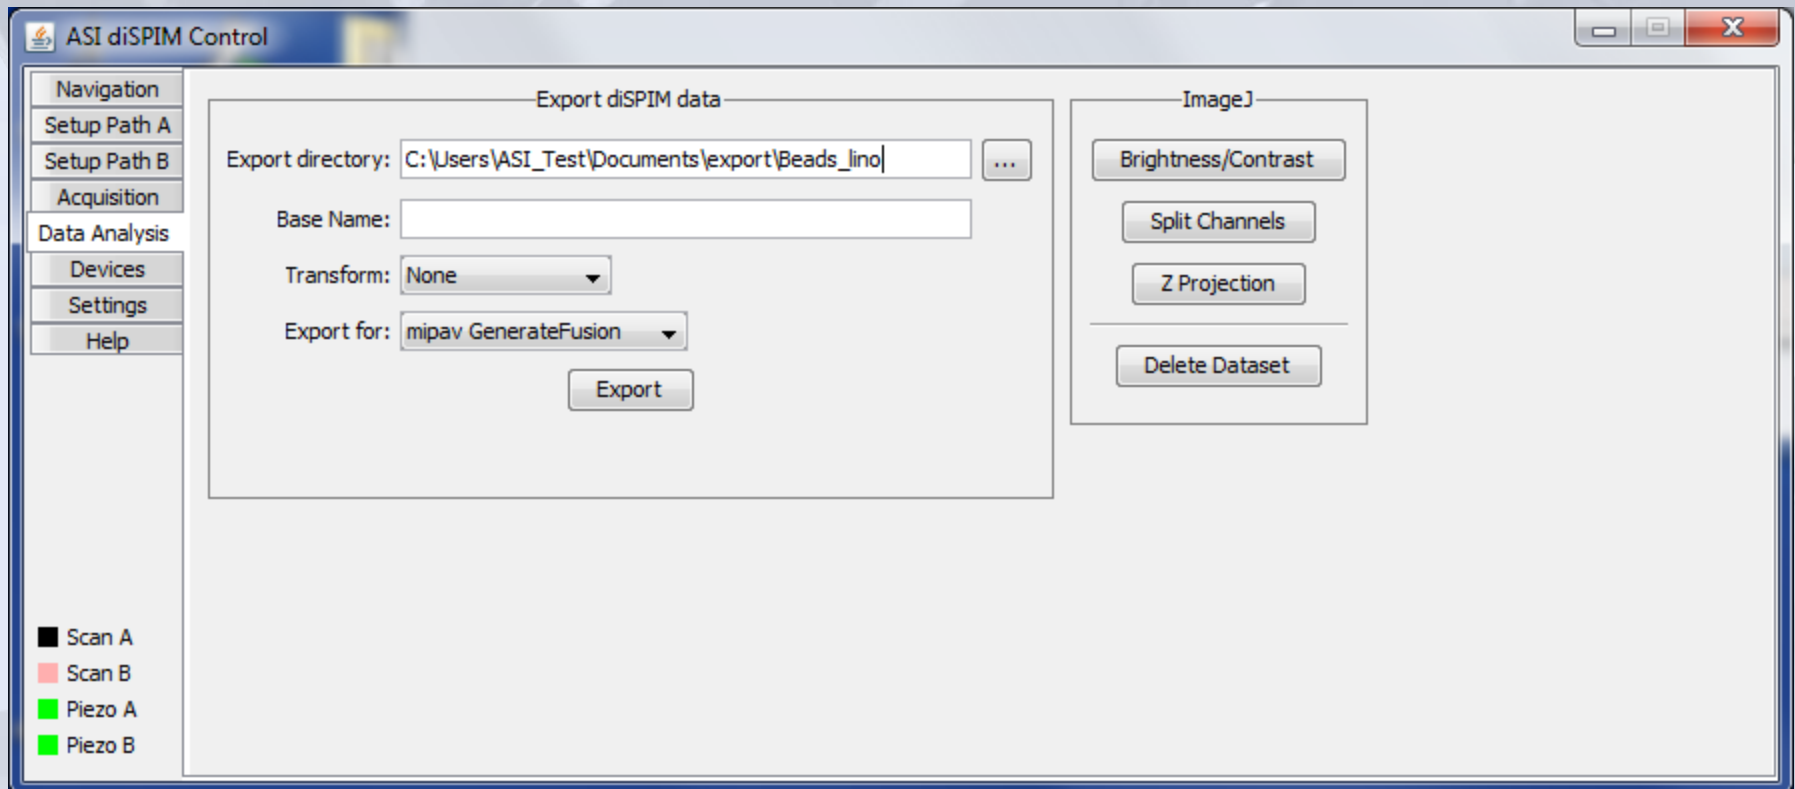 ASI diSPIM Control
Navigation
Setup Path A
Setup Path B
Acquisition
Data Analysis
Devices
Settings
Help
Scan A
Scan B
Piezo A
Piezo B
Export diSPIM data
Export directory: C:\Users\ASI_Test\Documents\export\Beads_lino ...
Base Name:
Transform: None
Export for: mipav GenerateFusion
Export
ImageJ
Brightness/Contrast
Split Channels
Z Projection
Delete Dataset